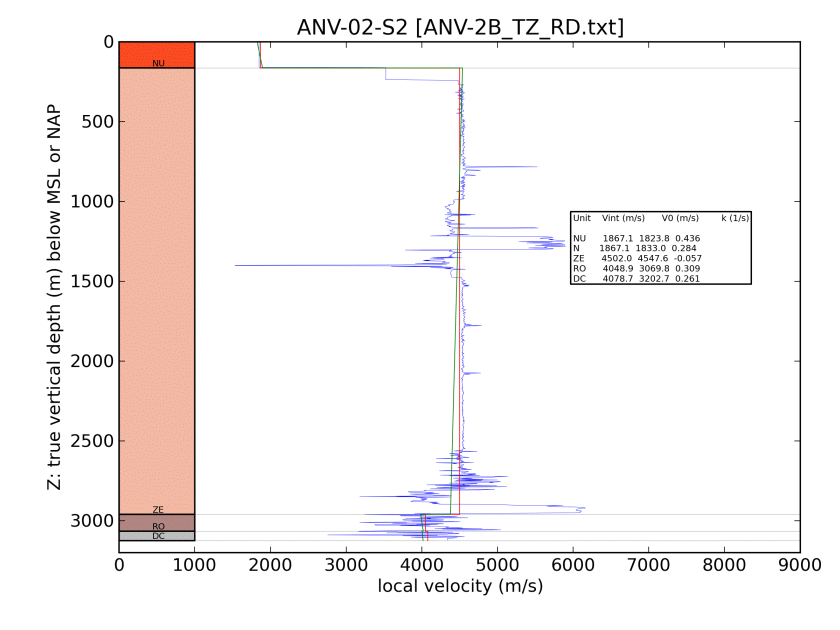 ANV-02-S2 [ANV-2B_TZ_RD.txt]
0
500
1000
1500
2000
2500
3000
Z: true vertical depth (m) below MSL or NAP
NU
ZE
RO
DC
Unit Vint (m/s) V0 (m/s) k (1/s)
NU 1867.1 1823.8 0.436
N 1867.1 1833.0 0.284
ZE 4502.0 4547.6 -0.057
RO 4048.9 3069.8 0.309
DC 4078.7 3202.7 0.261
0 1000 2000 3000 4000 5000 6000 7000 8000 9000
local velocity (m/s)